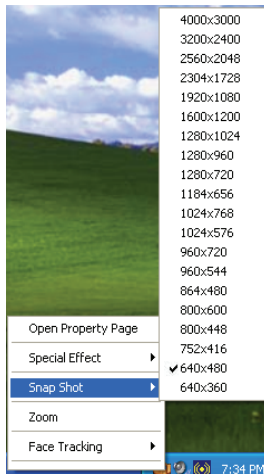 4000x3000
3200x2400
2560x2048
2304x1728
1920x1080
1600x1200
1280x1024
1280x960
1280x720
1184x656
1024x768
1024x576
960x720
960x544
864x480
800x600
800x448
752x416
640x480
640x360
Open Property Page
Special Effect
Snap Shot
Zoom
Face Tracking
7:34 PM